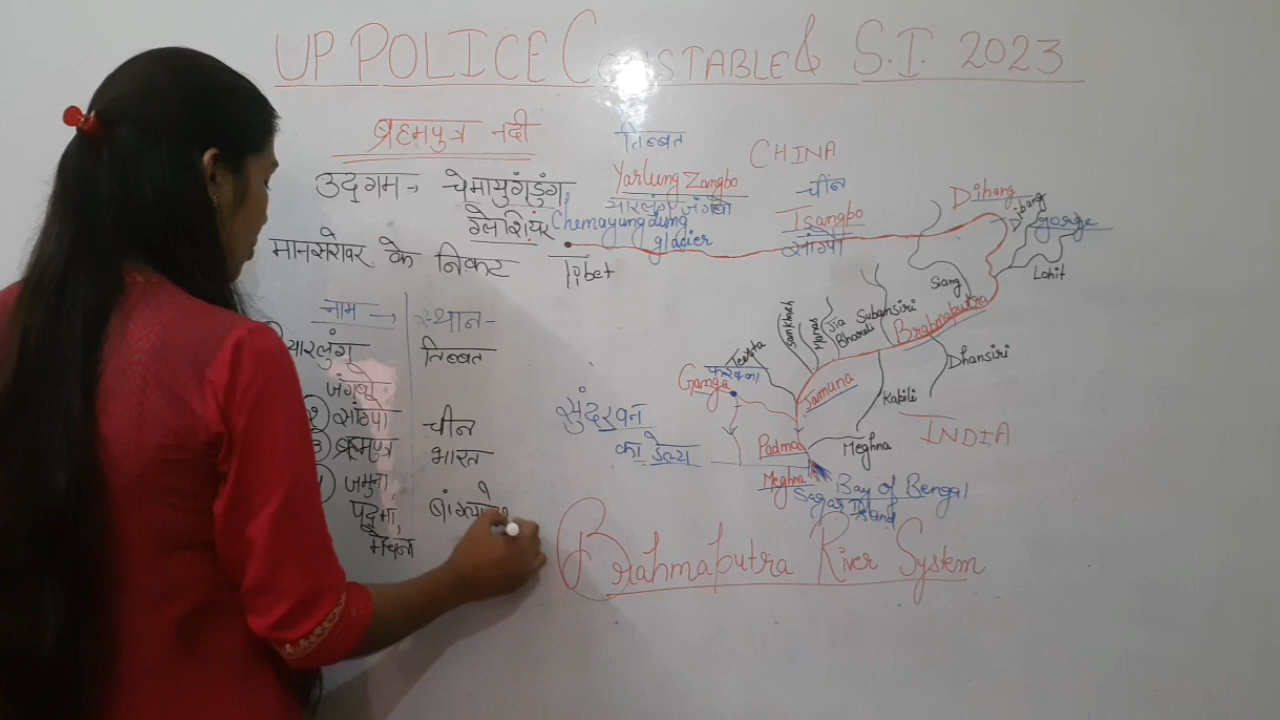 UP POLICE CONSTABLE & S.I. 2023
ब्रह्मपुत्र नदी
उद्गम → चेमायुंगडुंग
ग्लेशियर
मानसरोवर के निकट
नाम → स्थान -
यारलुंग
जंगबो
तिब्बत
सांगपो
चीन
ब्रह्मपुत्र
भारत
जमुना,
पद्मा,
मेघना
तिब्बत
Yarlung Zangbo
यारलुंग जंगबो
Chemayungdung
glacier
Tibet
CHINA
चीन
Tsangbo
सांगपो
Dihang
Dibang
gorge
Lohit
Siang
Brahmaputra
Subansiri
Jia
Bharali
Manas
Sankhosh
Teesta
फरक्का
Ganga
Jamuna
Dhansiri
Kapili
INDIA
सुंदरवन
का डेल्टा
Padma
Meghna
Meghna
Bay of Bengal
Sagar Island
Brahmaputra River System